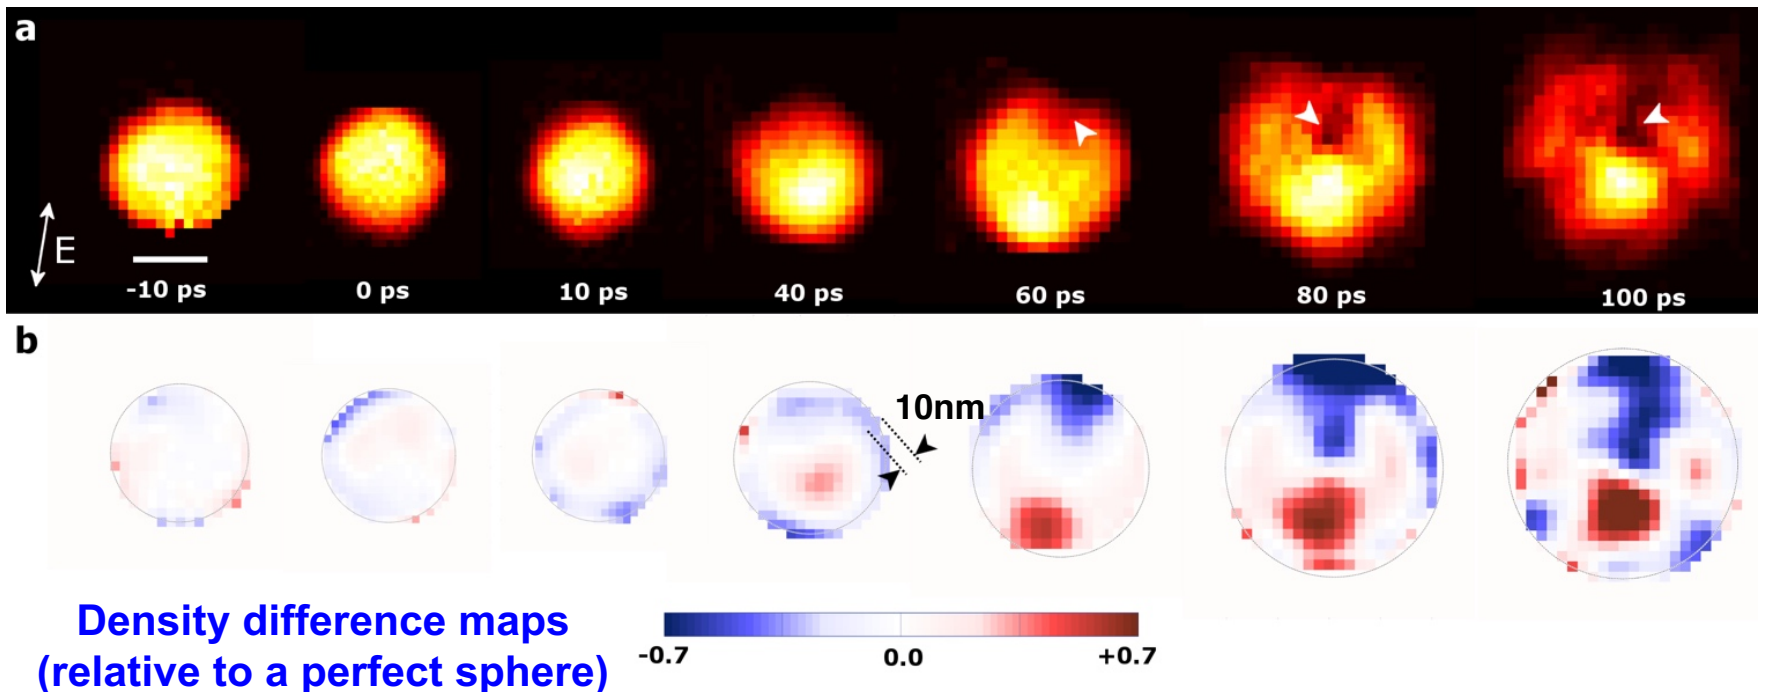 a
E
-10 ps
0 ps
10 ps
40 ps
60 ps
80 ps
100 ps
b
10nm
Density difference maps
(relative to a perfect sphere)
-0.7
0.0
+0.7